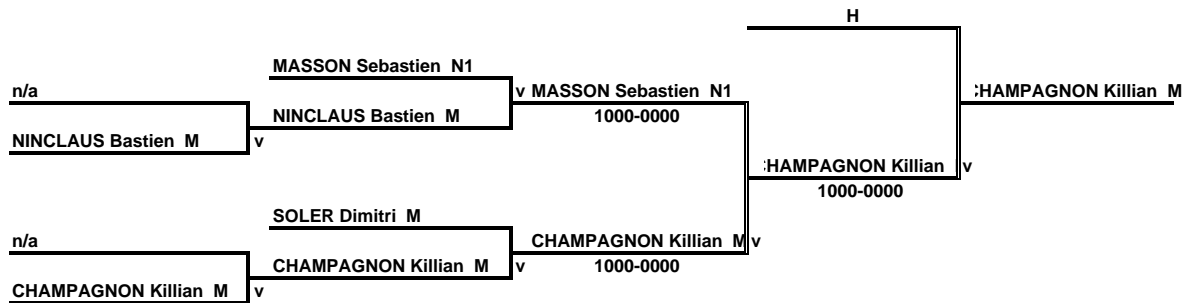 H
MASSON Sebastien N1
n/a
v MASSON Sebastien N1
CHAMPAGNON Killian M
NINCLAUS Bastien M
1000-0000
NINCLAUS Bastien M
v
CHAMPAGNON Killian
v
1000-0000
SOLER Dimitri M
n/a
CHAMPAGNON Killian M v
CHAMPAGNON Killian M
v
1000-0000
CHAMPAGNON Killian M
v